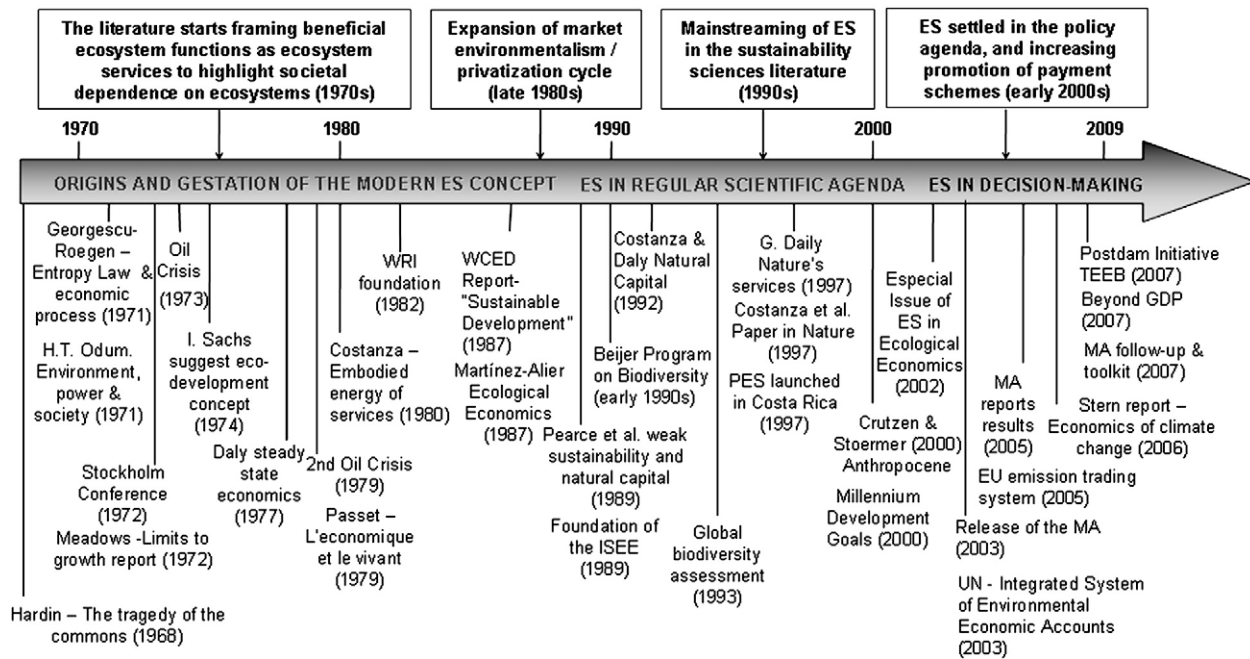 The literature starts framing beneficial
ecosystem functions as ecosystem
services to highlight societal
dependence on ecosystems (1970s)
Expansion of market
environmentalism /
privatization cycle
(late 1980s)
Mainstreaming of ES
in the sustainability
sciences literature
(1990s)
ES settled in the policy
agenda, and increasing
promotion of payment
schemes (early 2000s)
1970
1980
1990
2000
2009
ORIGINS AND GESTATION OF THE MODERN ES CONCEPT
ES IN REGULAR SCIENTIFIC AGENDA
ES IN DECISION-MAKING
Georgescu-
Roegen –
Entropy Law &
economic
process (1971)
H.T. Odum.
Environment,
power &
society
(1971)
Stockholm
Conference
(1972)
Meadows -Limits to
growth report (1972)
Hardin – The tragedy of the
commons (1968)
Oil
Crisis
(1973)
I. Sachs
suggest eco-
development
concept
(1974)
Daly steady
state
economics
(1977)
2nd Oil Crisis
(1979)
Passet –
L'economique
et le vivant
(1979)
Costanza –
Embodied
energy of
services (1980)
WRI
foundation
(1982)
WCED
Report-
"Sustainable
Development"
(1987)
Martínez-Alier
Ecological
Economics
(1987)
Pearce et al. weak
sustainability and
natural capital
(1989)
Foundation of
the ISEE
(1989)
Beijer Program
on Biodiversity
(early 1990s)
Costanza &
Daly Natural
Capital
(1992)
Global
biodiversity
assessment
(1993)
G. Daily
Nature's
services (1997)
Costanza et al.
Paper in Nature
(1997)
PES launched
in Costa Rica
(1997)
Crutzen &
Stoermer (2000)
Anthropocene
Millennium
Development
Goals (2000)
Especial
Issue of
ES in
Ecological
Economics
(2002)
Release of the MA
(2003)
UN - Integrated System
of Environmental
Economic Accounts
(2003)
MA
reports
results
(2005)
EU emission trading
system (2005)
Stern report –
Economics of climate
change (2006)
Postdam Initiative
TEEB (2007)
Beyond GDP
(2007)
MA follow-up &
toolkit (2007)